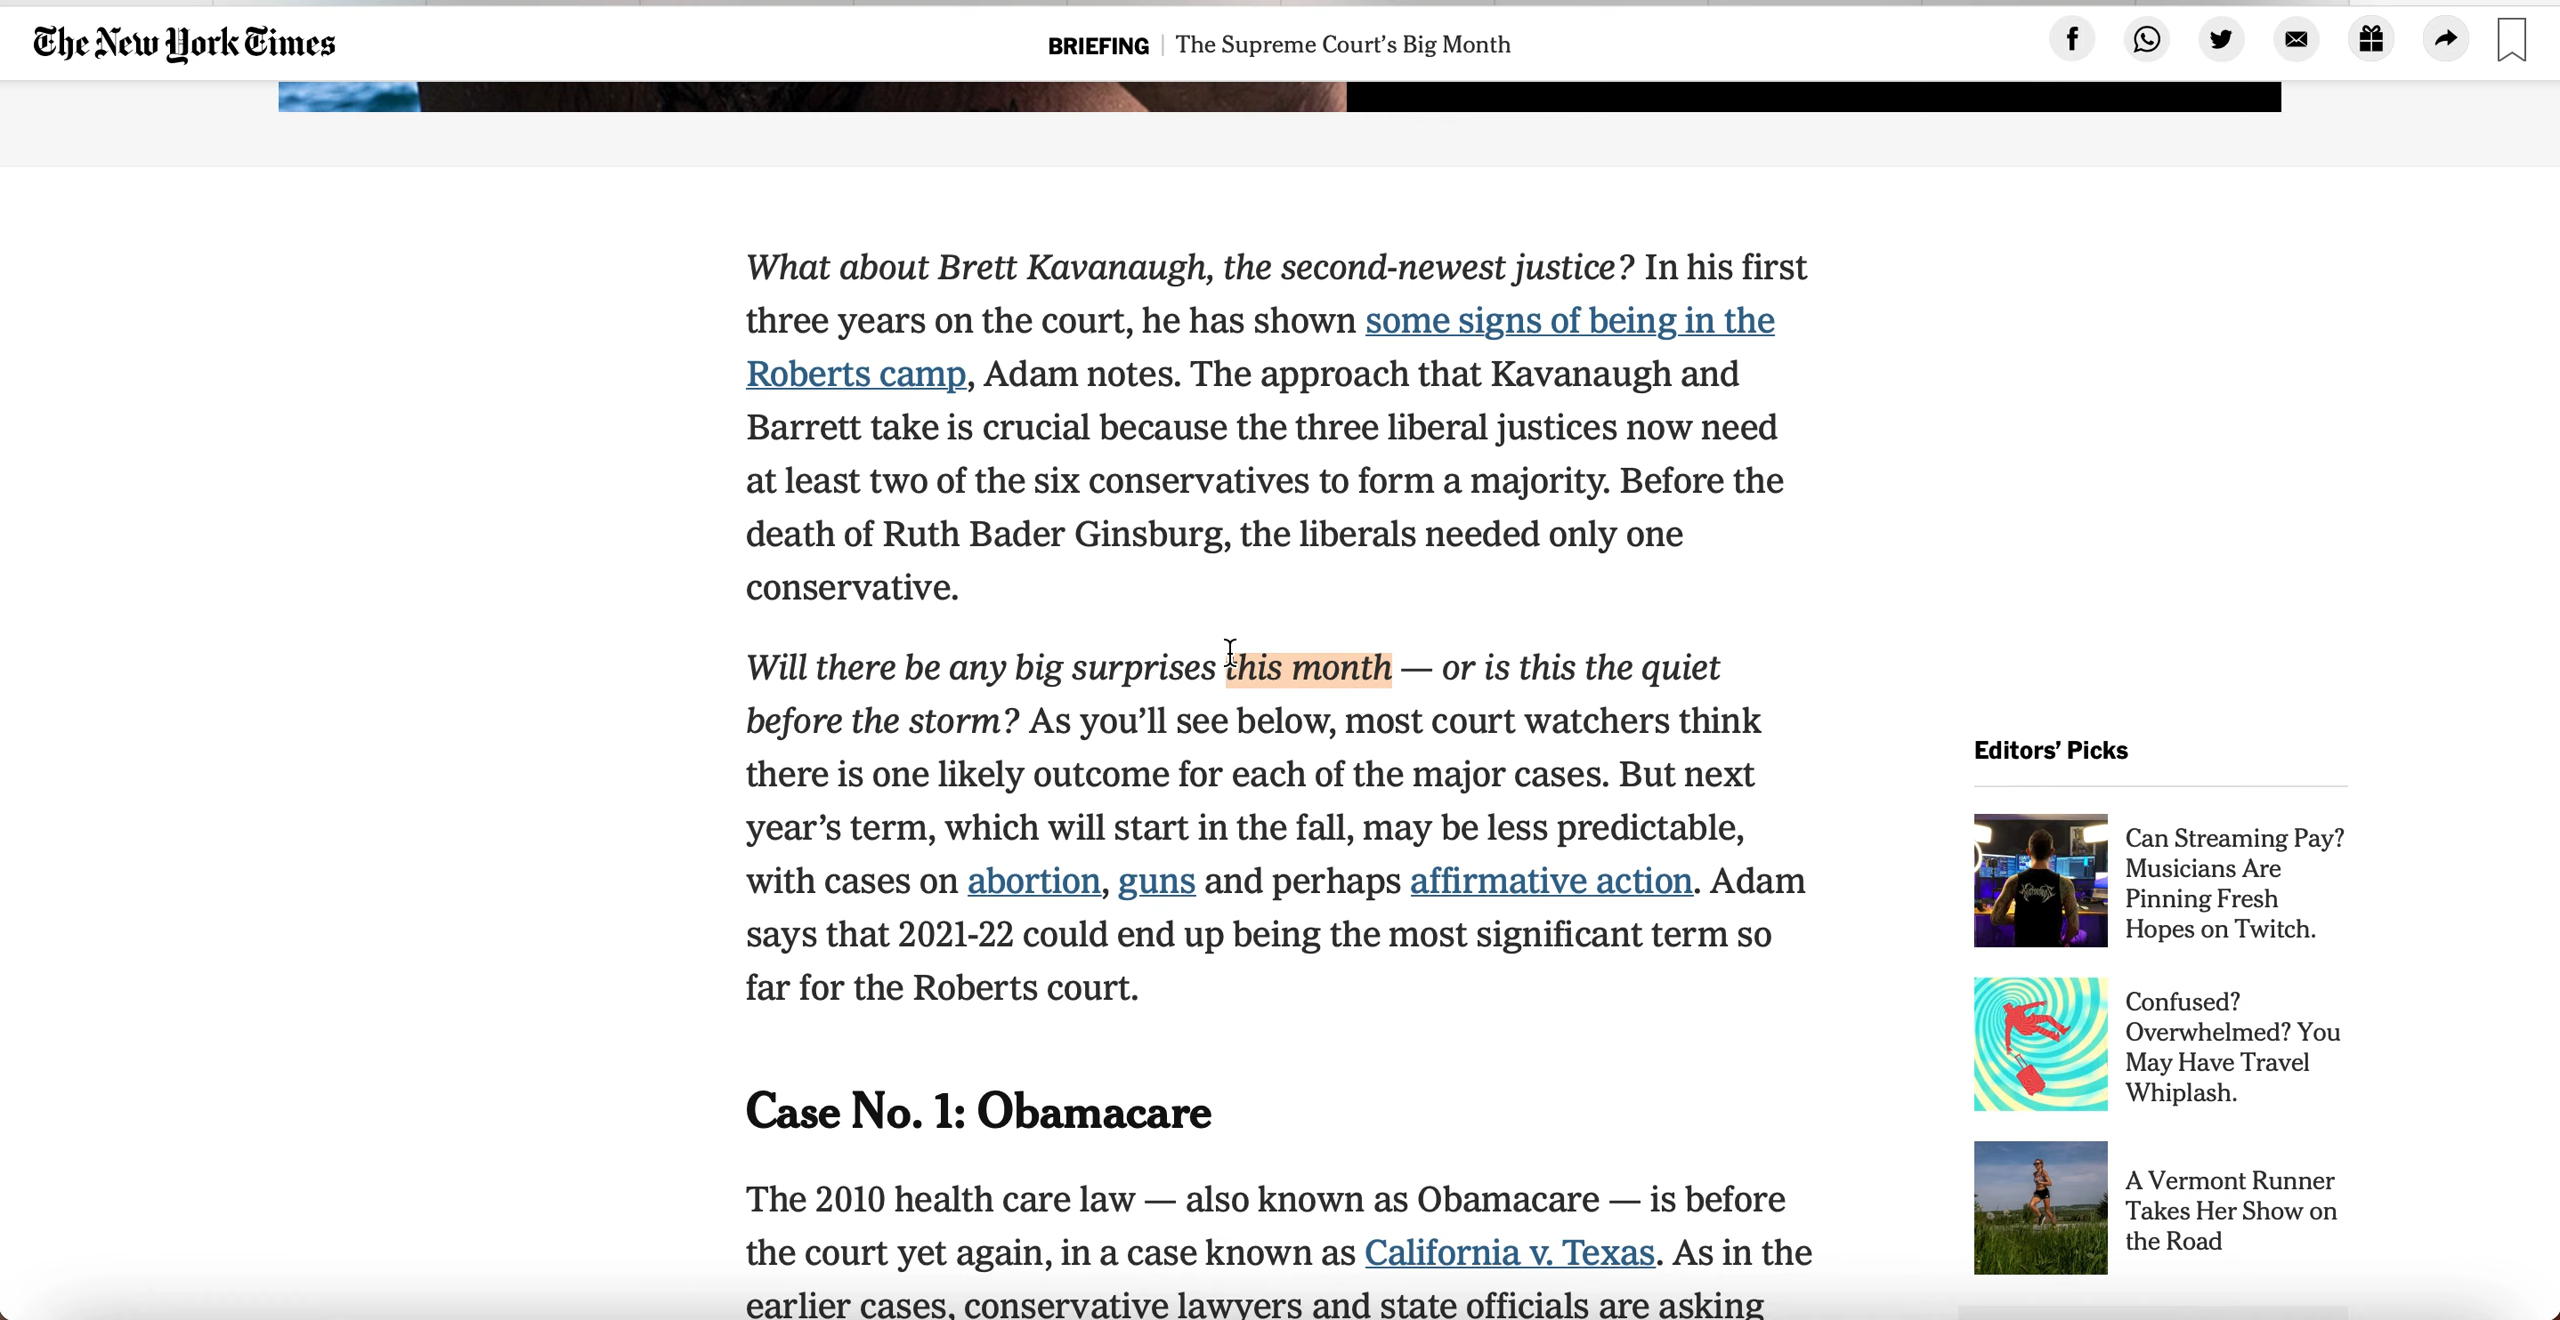 The New York Times
BRIEFING | The Supreme Court’s Big Month
What about Brett Kavanaugh, the second-newest justice? In his first
three years on the court, he has shown some signs of being in the
Roberts camp, Adam notes. The approach that Kavanaugh and
Barrett take is crucial because the three liberal justices now need
at least two of the six conservatives to form a majority. Before the
death of Ruth Bader Ginsburg, the liberals needed only one
conservative.
Will there be any big surprises this month — or is this the quiet
before the storm? As you’ll see below, most court watchers think
there is one likely outcome for each of the major cases. But next
year’s term, which will start in the fall, may be less predictable,
with cases on abortion, guns and perhaps affirmative action. Adam
says that 2021-22 could end up being the most significant term so
far for the Roberts court.
Case No. 1: Obamacare
The 2010 health care law — also known as Obamacare — is before
the court yet again, in a case known as California v. Texas. As in the
earlier cases, conservative lawyers and state officials are asking
Editors’ Picks
Can Streaming Pay?
Musicians Are
Pinning Fresh
Hopes on Twitch.
Confused?
Overwhelmed? You
May Have Travel
Whiplash.
A Vermont Runner
Takes Her Show on
the Road